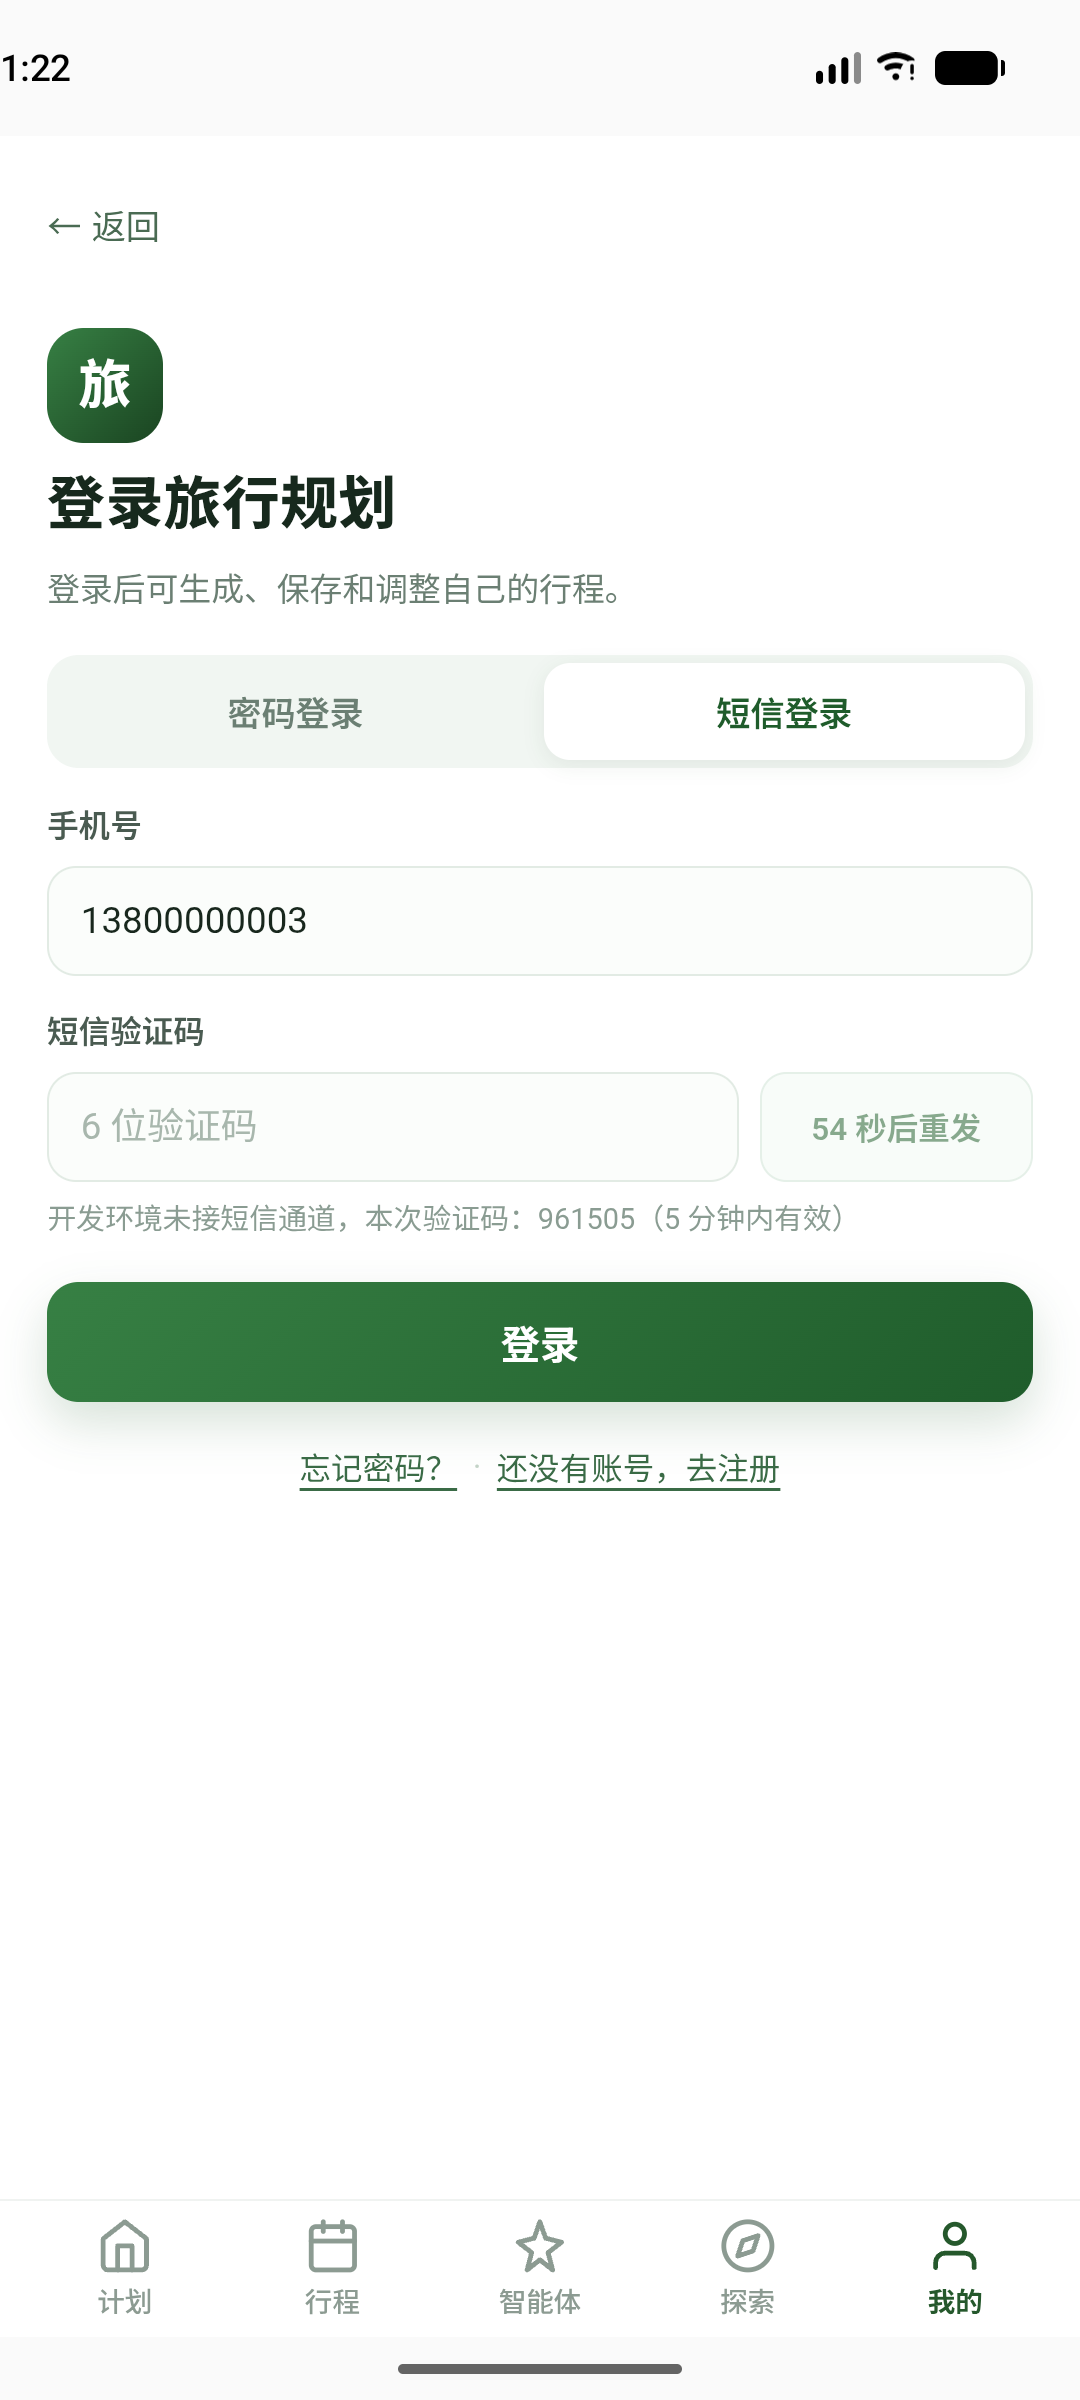 1:22
← 返回
旅
登录旅行规划
登录后可生成、保存和调整自己的行程。
密码登录
短信登录
手机号
13800000003
短信验证码
6 位验证码
54 秒后重发
开发环境未接短信通道，本次验证码：961505（5 分钟内有效）
登录
忘记密码？ · 还没有账号，去注册
计划
行程
智能体
探索
我的